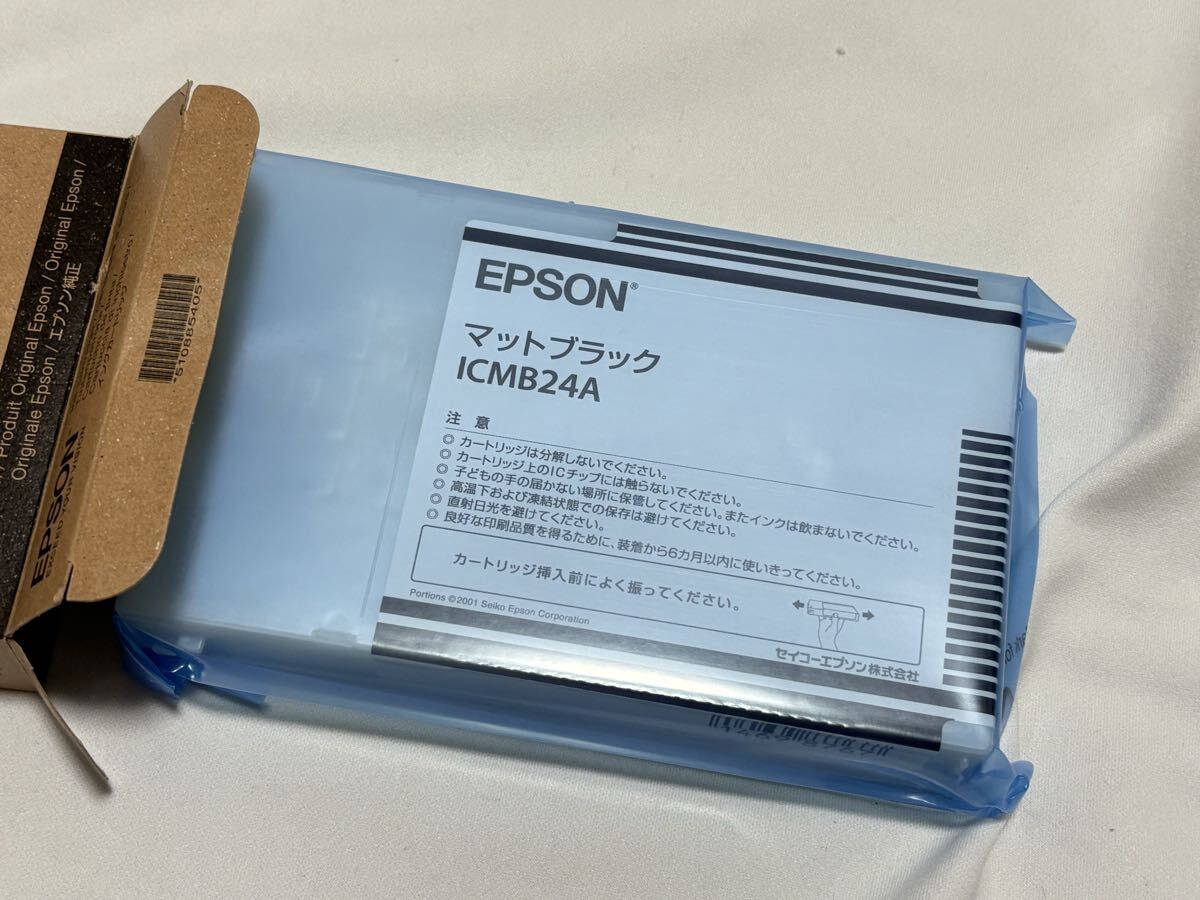 Produit Original Epson / Original Epson /
Originale Epson / エプソン純正
EPSON
EXCEED YOUR VISION
*510885405*
EPSON®
マットブラック
ICMB24A
注 意
◎ カートリッジは分解しないでください。
◎ カートリッジ上のICチップには触らないでください。
◎ 子どもの手の届かない場所に保管してください。またインクは飲まないでください。
◎ 高温下および凍結状態での保存は避けてください。
◎ 直射日光を避けてください。
◎ 良好な印刷品質を得るために、装着から6カ月以内に使いきってください。
カートリッジ挿入前によく振ってください。
Portions ©2001 Seiko Epson Corporation
セイコーエプソン株式会社